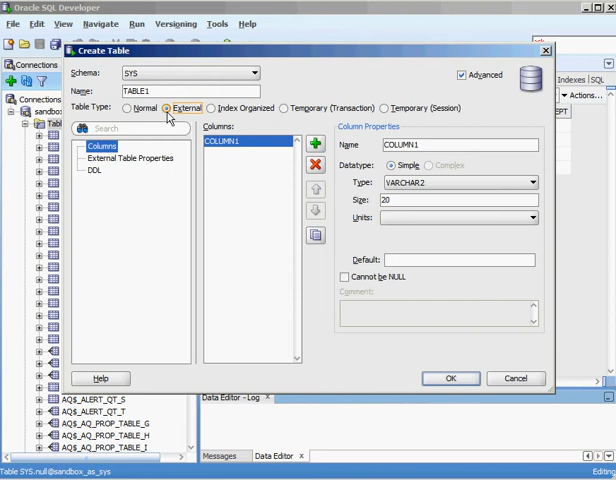 Oracle SQL Developer
File Edit View Navigate Run Versioning Tools Help
Create Table
Schema: SYS
Advanced
Name: TABLE1
Table Type: Normal External Index Organized Temporary (Transaction) Temporary (Session)
Search
Columns
External Table Properties
DDL
Columns:
COLUMN1
Column Properties
Name COLUMN1
Datatype: Simple Complex
Type: VARCHAR2
Size: 20
Units:
Default:
Cannot be NULL
Comment:
Help OK Cancel
Connections
Connections
sandbox
Tabl
Indexes SQL
Actions...
EPT
AQ$_ALERT_QT_S
AQ$_ALERT_QT_T
AQ$_AQ_PROP_TABLE_G
AQ$_AQ_PROP_TABLE_H
AQ$_AQ_PROP_TABLE_I
Data Editor - Log
Messages Data Editor
Table SYS.null@sandbox_as_sys
Editing